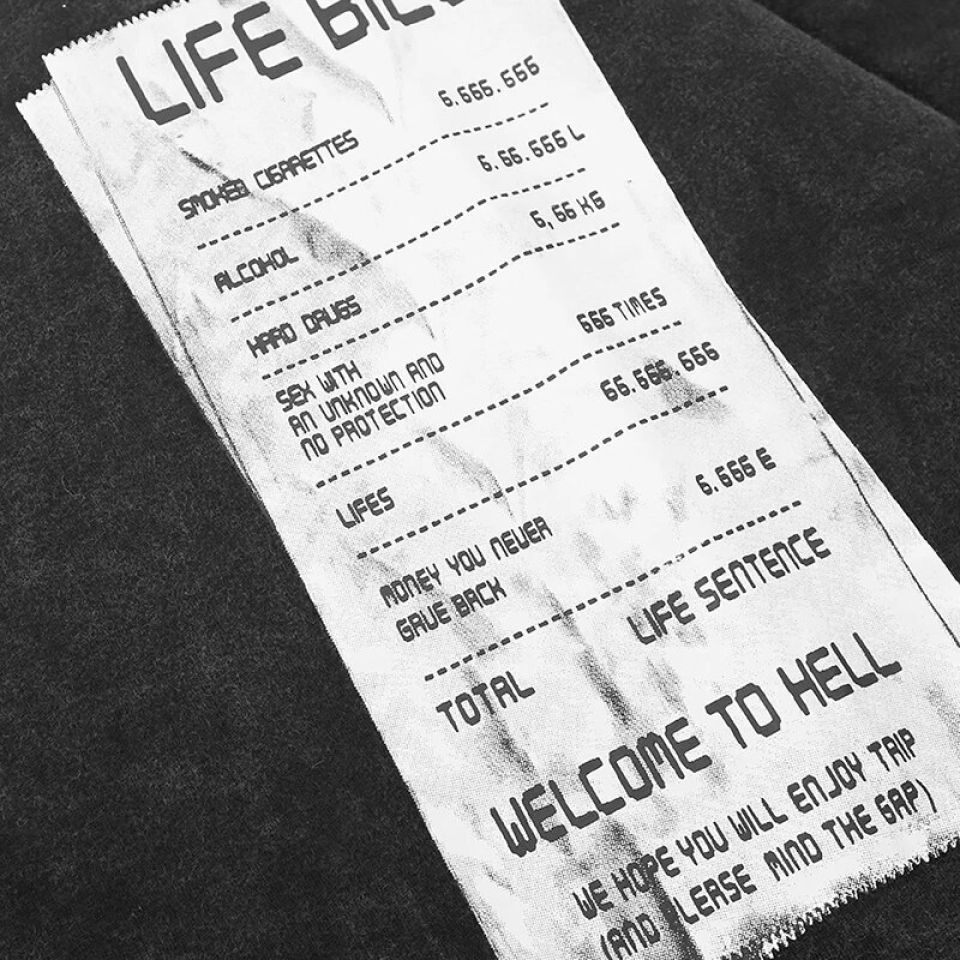 LIFE BILL
SMOKED CIGARETTES 6.666.666
ALCOHOL 6.66.666 L
HARD DRUGS 6,66 KG
SEX WITH
AN UNKNOWN AND
NO PROTECTION 666 TIMES
LIFES 66.666.666
MONEY YOU NEVER
GAVE BACK 6.666 E
TOTAL LIFE SENTENCE
WELCOME TO HELL
WE HOPE YOU WILL ENJOY TRIP
(AND PLEASE MIND THE GAP)